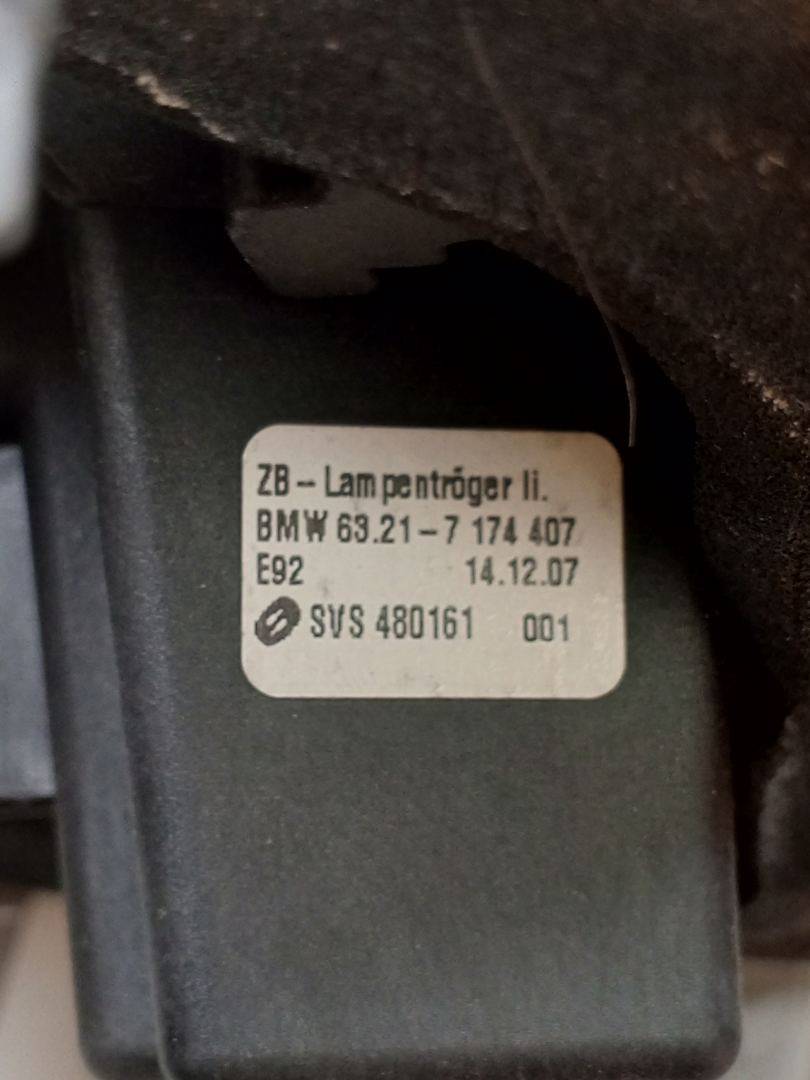 ZB - Lampentröger li.
BMW 63.21 - 7 174 407
E92 14.12.07
SVS 480161 001